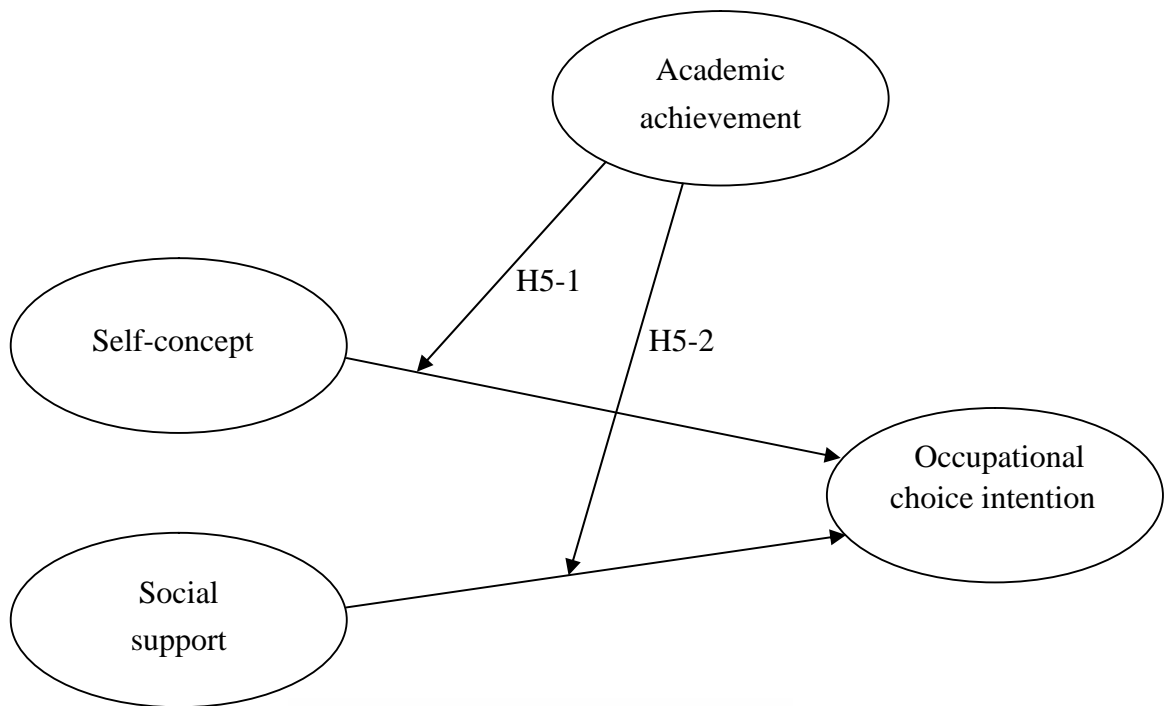 Academic
achievement
H5-1
Self-concept
H5-2
Occupational
choice intention
Social
support